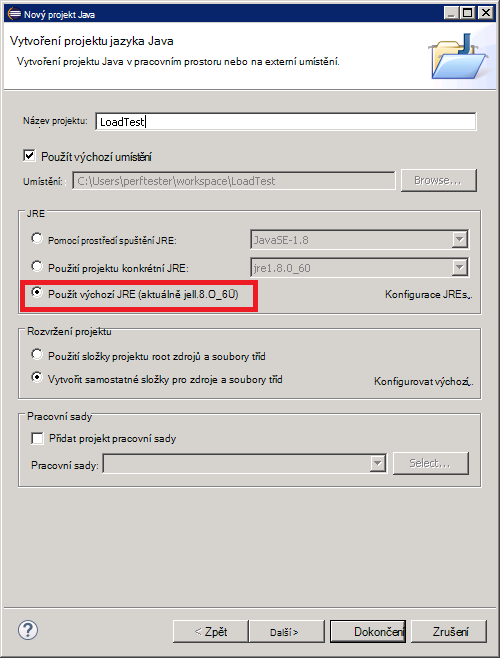 Nový projekt Java
Vytvoření projektu jazyka Java
Vytvoření projektu Java v pracovním prostoru nebo na externí umístění.
Název projektu: LoadTest
Použít výchozí umístění
Umístění: C:\Users\perftester\workspace\LoadTest Browse...
JRE
Pomocí prostředí spuštění JRE: JavaSE-1.8
Použití projektu konkrétní JRE: jre1.8.0_60
Použít výchozí JRE (aktuálně jell.8.O_6Ü) Konfigurace JREs,.
Rozvržení projektu
Použití složky projektu root zdrojů a soubory tříd
Vytvořit samostatné složky pro zdroje a soubory tříd Konfigurovat výchozí,.
Pracovní sady
Přidat projekt pracovní sady
Pracovní sady: Select...
? < Zpět Další > Dokončení Zrušení